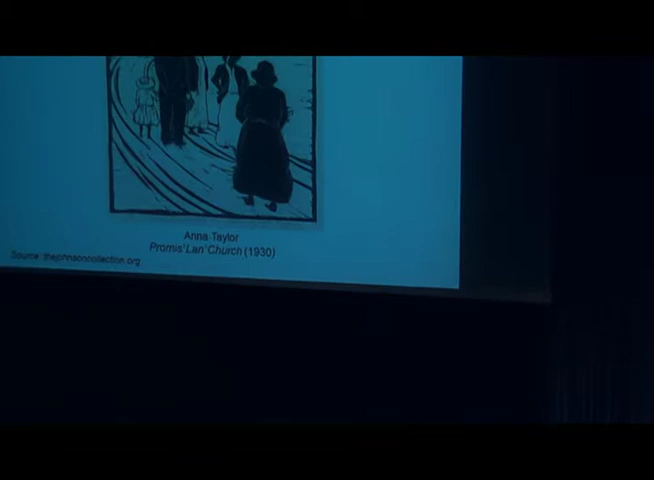 Anna Taylor
Promis'Lan'Church (1930)
Source: thejohnsoncollection.org